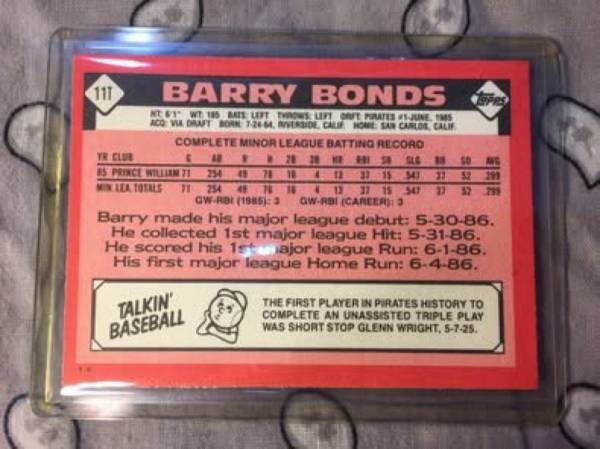 11T
BARRY BONDS
TOPPS
HT: 6'1" WT: 185 BATS: LEFT THROWS: LEFT DRFT: PIRATES #1-JUNE, 1985
ACQ: VIA DRAFT BORN: 7-24-64, RIVERSIDE, CALIF. HOME: SAN CARLOS, CALIF.
COMPLETE MINOR LEAGUE BATTING RECORD
YR CLUB G AB R H 2B 3B HR RBI SB SLG BB SO AVG
85 PRINCE WILLIAM 71 254 49 76 16 4 13 37 15 .547 37 52 .299
MIN. LEA. TOTALS 71 254 49 76 16 4 13 37 15 .547 37 52 .299
GW-RBI (1985): 3 GW-RBI (CAREER): 3
Barry made his major league debut: 5-30-86.
He collected 1st major league Hit: 5-31-86.
He scored his 1st major league Run: 6-1-86.
His first major league Home Run: 6-4-86.
TALKIN'
BASEBALL
THE FIRST PLAYER IN PIRATES HISTORY TO
COMPLETE AN UNASSISTED TRIPLE PLAY
WAS SHORT STOP GLENN WRIGHT, 5-7-25.